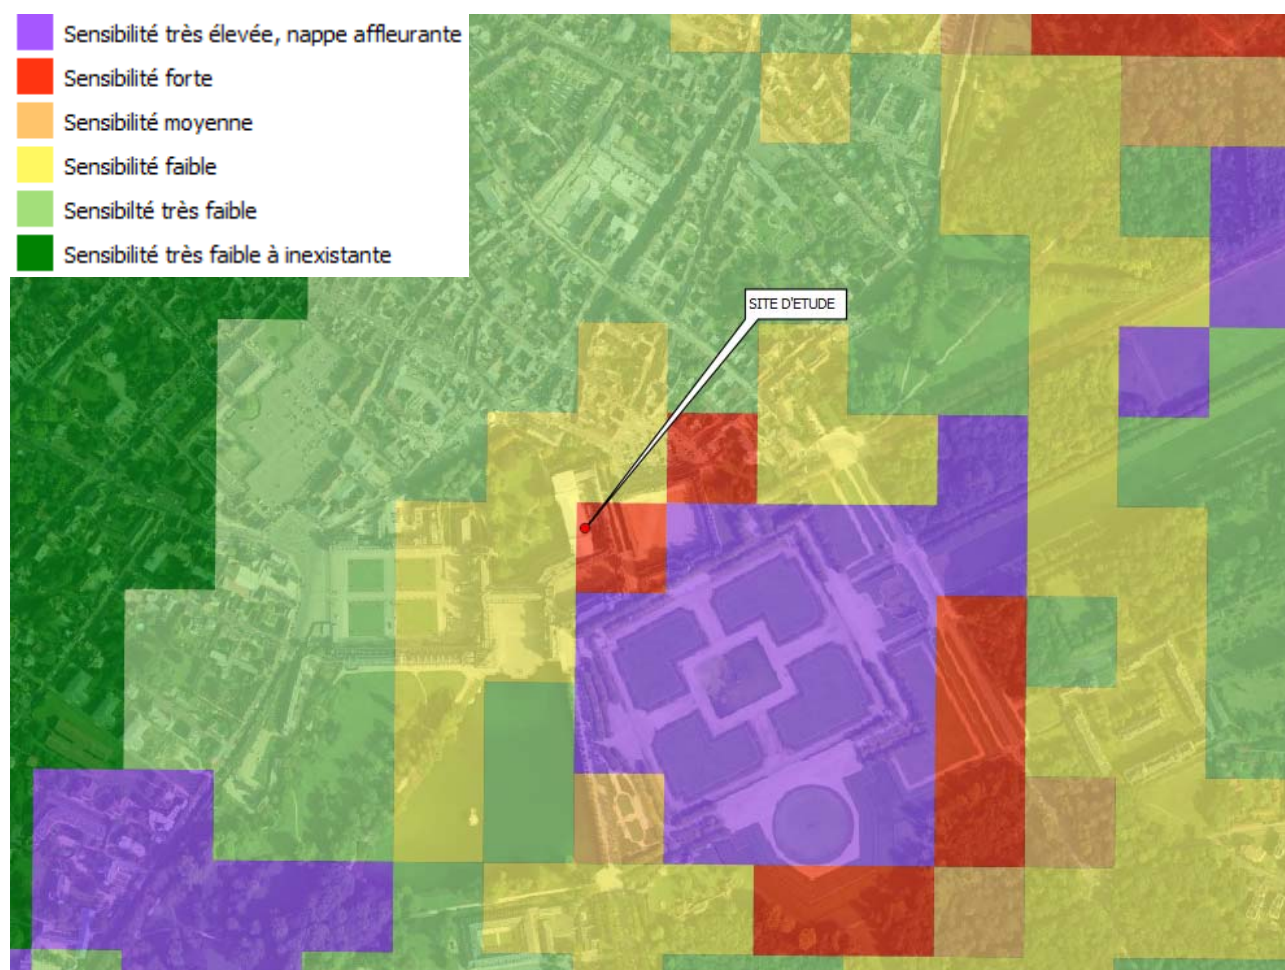 Sensibilité très élevée, nappe affleurante
Sensibilité forte
Sensibilité moyenne
Sensibilité faible
Sensibilté très faible
Sensibilité très faible à inexistante
SITE D'ETUDE